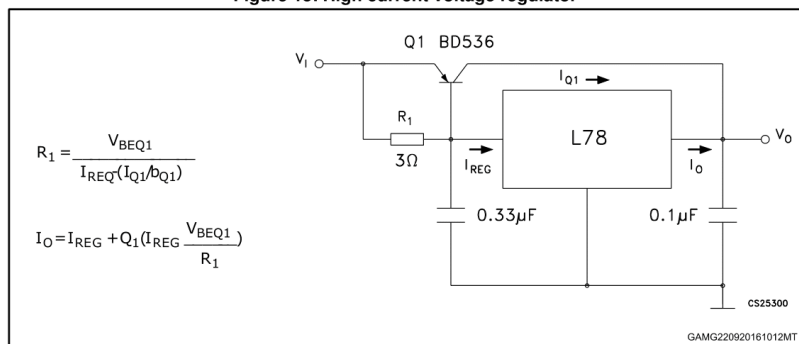 Figure 15. High current voltage regulator
Q1 BD536
VI
IQ1
R1
3Ω
IREG
L78
IO
VO
0.33µF
0.1µF
R1 = VBEQ1
IREQ-(IQ1/bQ1)
IO=IREG +Q1(IREG VBEQ1
R1)
CS25300
GAMG220920161012MT